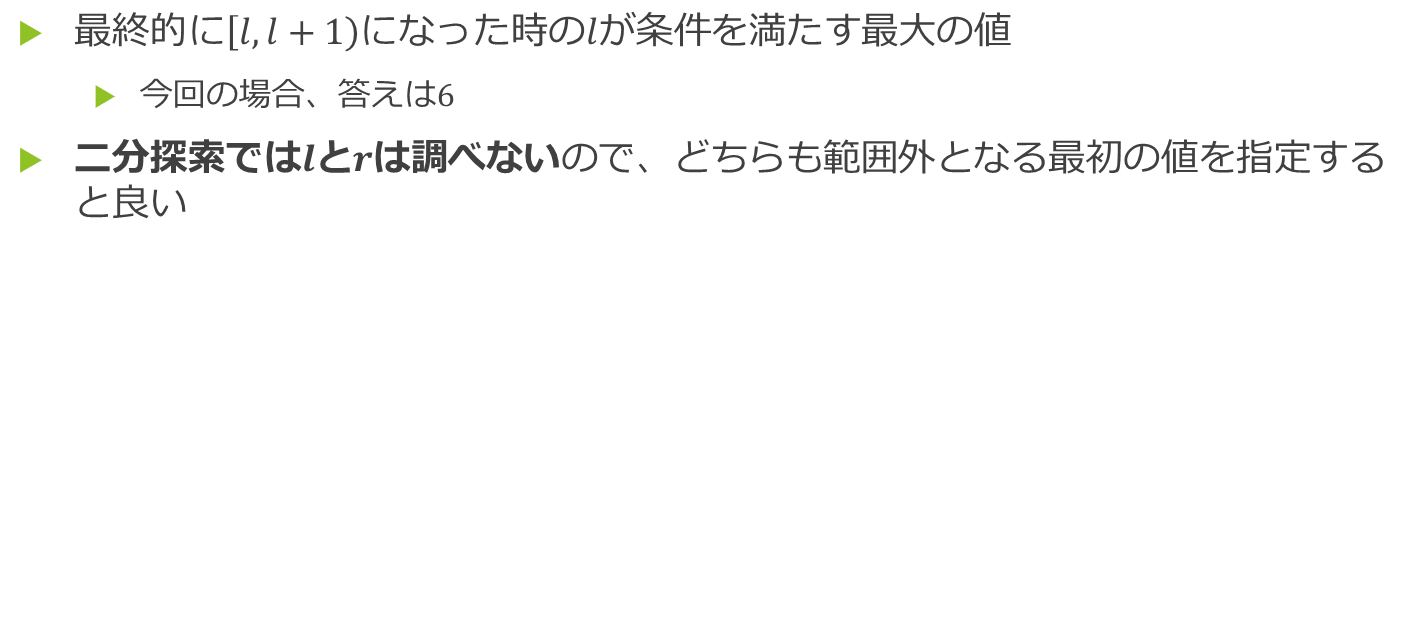 最終的に[l, l + 1)になった時のlが条件を満たす最大の値
今回の場合、答えは6
二分探索ではlとrは調べないので、どちらも範囲外となる最初の値を指定する
と良い